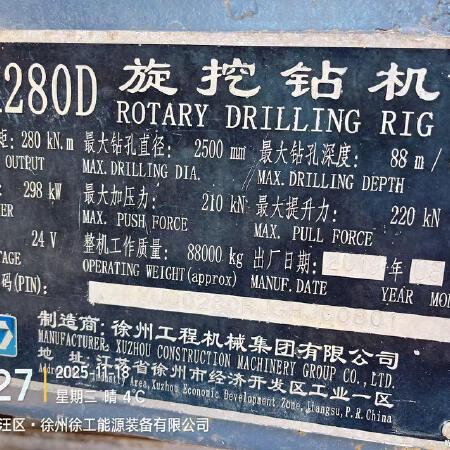 280D 旋挖钻机
ROTARY DRILLING RIG
矩: 280 kN.m 最大钻孔直径: 2500 mm 最大钻孔深度: 88 m/
OUTPUT MAX. DRILLING DIA. MAX. DRILLING DEPTH
298 kW 最大加压力: 210 kN 最大提升力: 220 kN
MAX. PUSH FORCE MAX. PULL FORCE
24 V 整机工作质量: 88000 kg 出厂日期: 年
OPERATING WEIGHT(approx) MANUF. DATE YEAR MON
码(PIN):
制造商: 徐州工程机械集团有限公司
MANUFACTURER: XUZHOU CONSTRUCTION MACHINERY GROUP CO., LTD.
地 址: 江苏省徐州市经济开发区工业一区
Area, Xuzhou Economic Development Zone, Jiangsu, P.R. China
27 2025-11-18
星期二 晴 4℃
汪区·徐州徐工能源装备有限公司